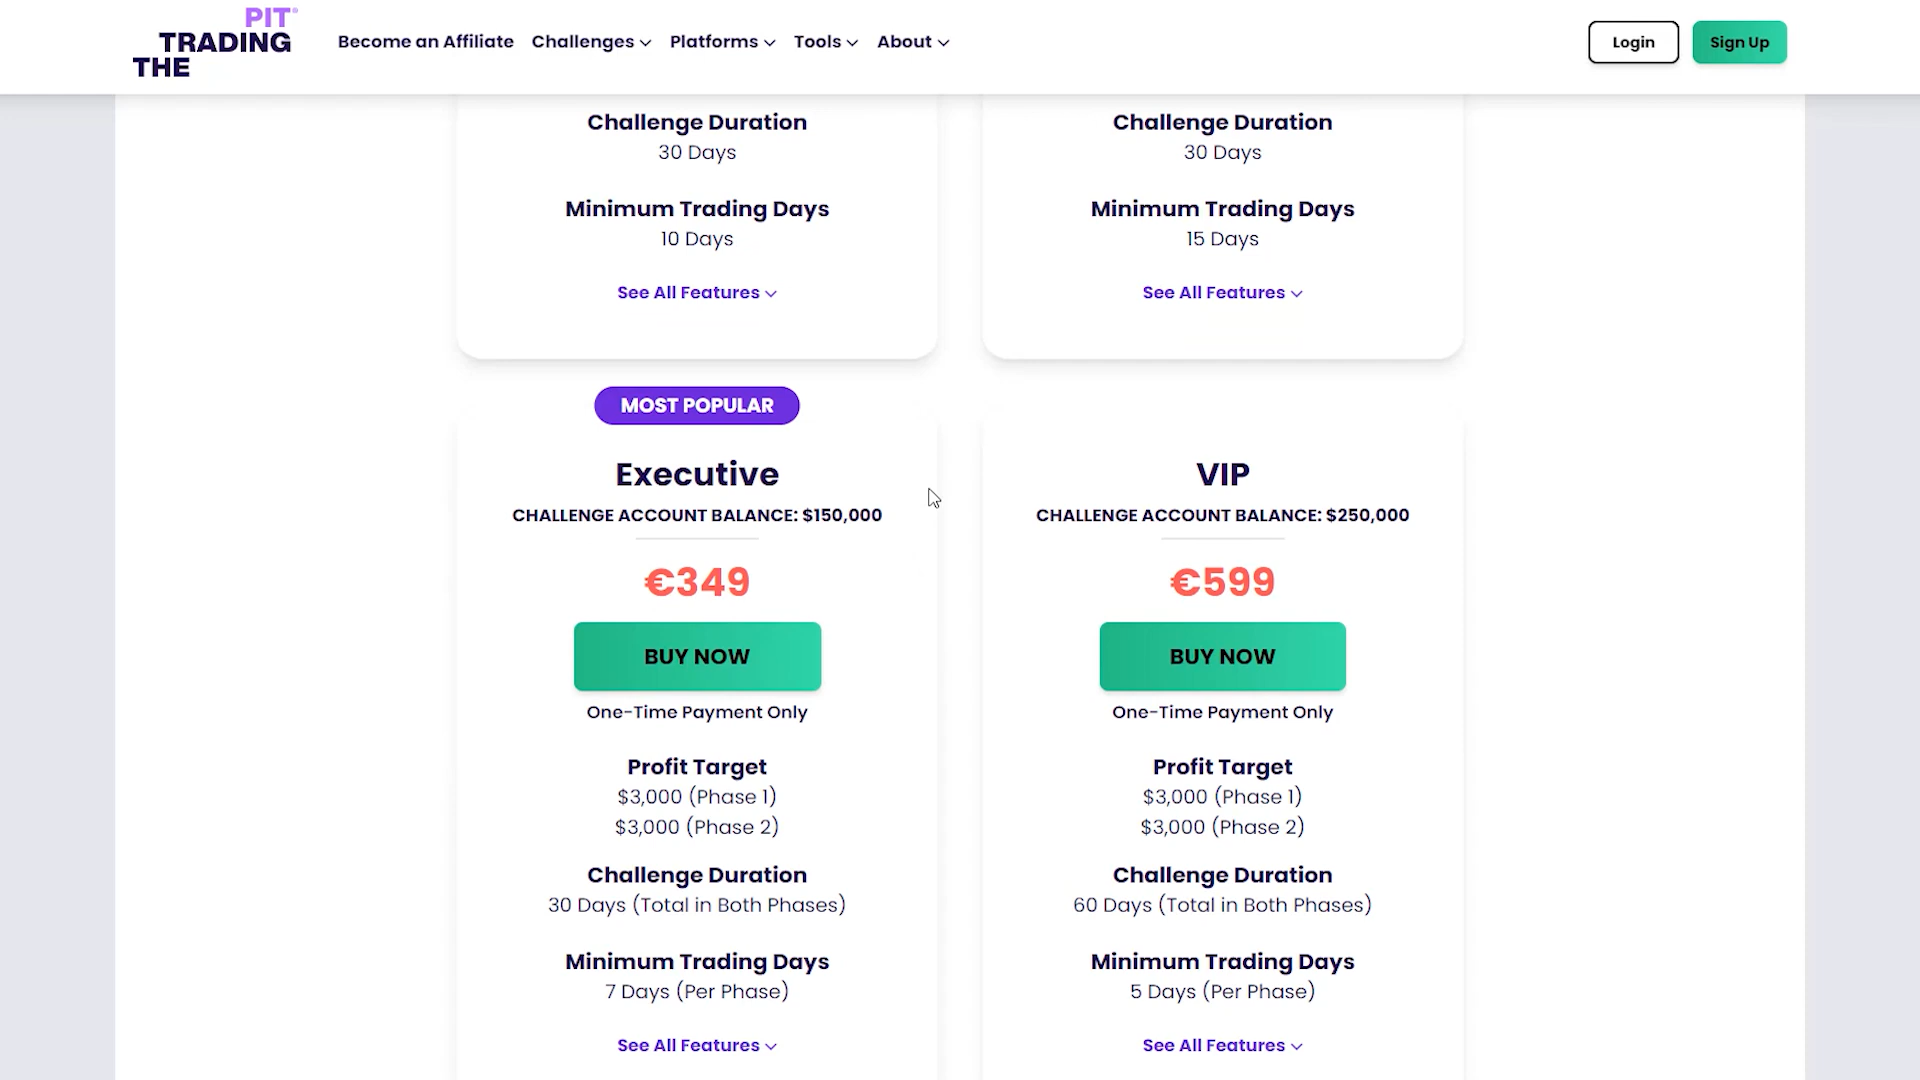 PIT®
TRADING
THE
Become an Affiliate Challenges Platforms Tools About
Login Sign Up
Challenge Duration
30 Days
Minimum Trading Days
10 Days
See All Features
Challenge Duration
30 Days
Minimum Trading Days
15 Days
See All Features
MOST POPULAR
Executive
CHALLENGE ACCOUNT BALANCE: $150,000
€349
BUY NOW
One-Time Payment Only
Profit Target
$3,000 (Phase 1)
$3,000 (Phase 2)
Challenge Duration
30 Days (Total in Both Phases)
Minimum Trading Days
7 Days (Per Phase)
See All Features
VIP
CHALLENGE ACCOUNT BALANCE: $250,000
€599
BUY NOW
One-Time Payment Only
Profit Target
$3,000 (Phase 1)
$3,000 (Phase 2)
Challenge Duration
60 Days (Total in Both Phases)
Minimum Trading Days
5 Days (Per Phase)
See All Features